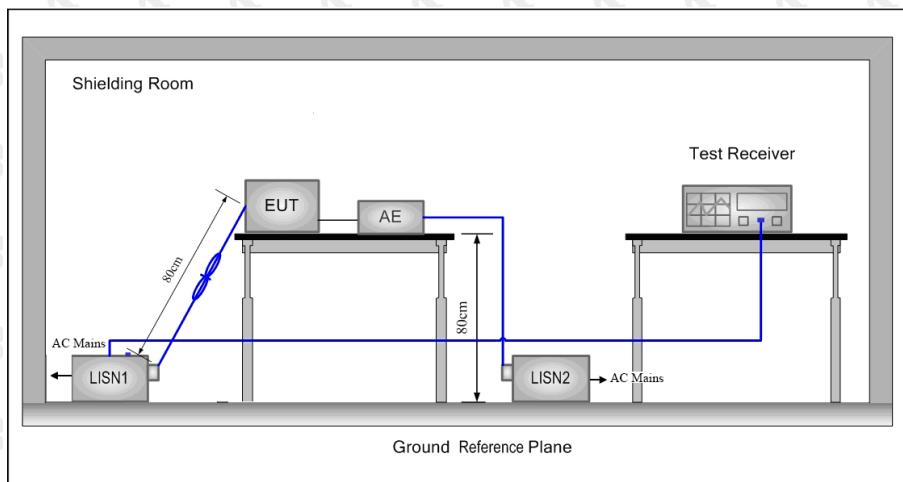 Shielding Room
Test Receiver
EUT
AE
80cm
80cm
AC Mains
LISN1
LISN2
AC Mains
Ground Reference Plane